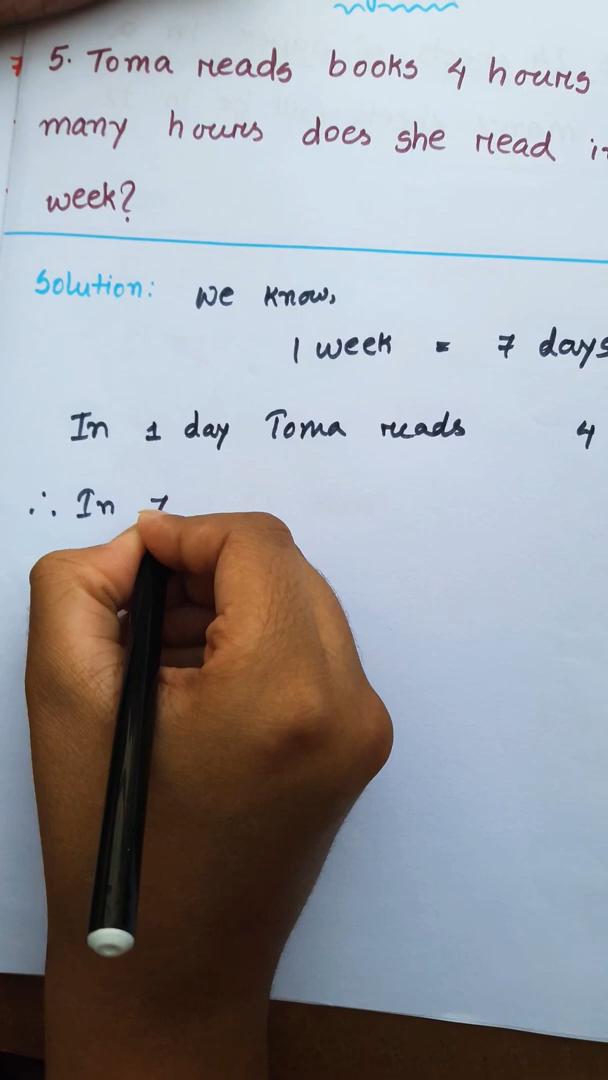 5. Toma reads books 4 hours
many hours does she read
week?
Solution: We know,
1 week = 7 days
In 1 day Toma reads 4
∴ In 7